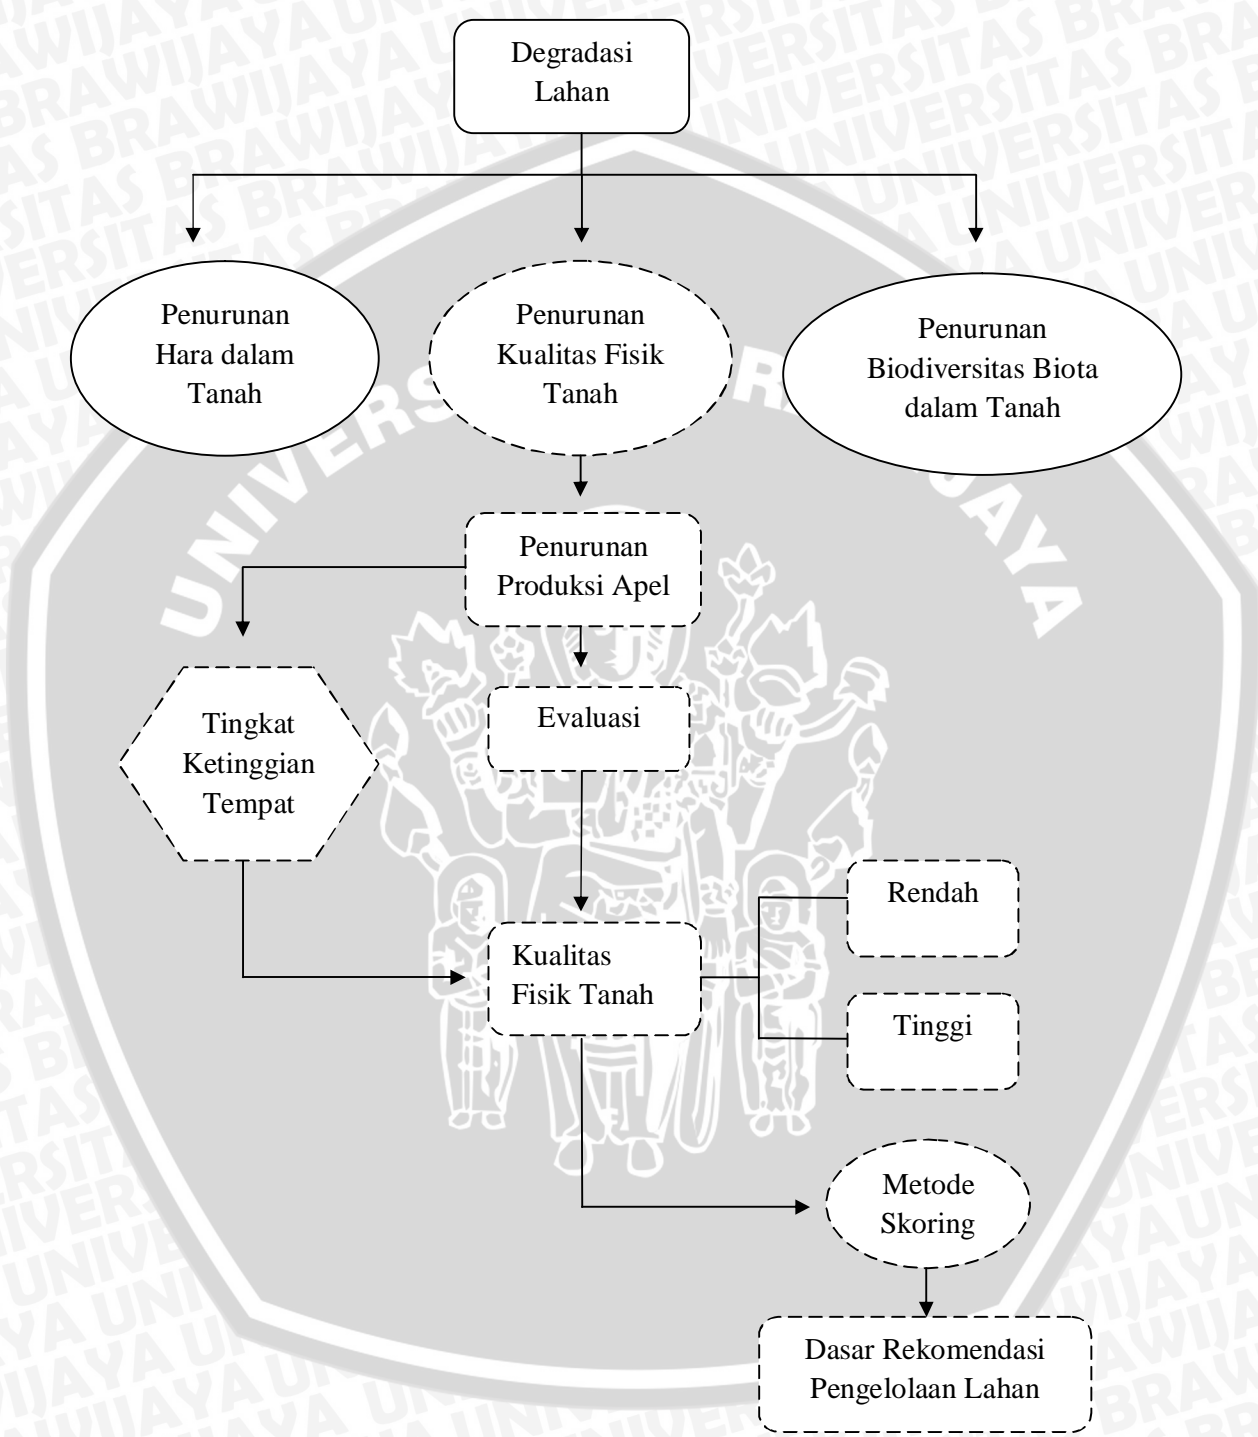 Degradasi
Lahan
Penurunan
Hara dalam
Tanah
Penurunan
Kualitas Fisik
Tanah
Penurunan
Biodiversitas Biota
dalam Tanah
Penurunan
Produksi Apel
Tingkat
Ketinggian
Tempat
Evaluasi
Kualitas
Fisik Tanah
Rendah
Tinggi
Metode
Skoring
Dasar Rekomendasi
Pengelolaan Lahan